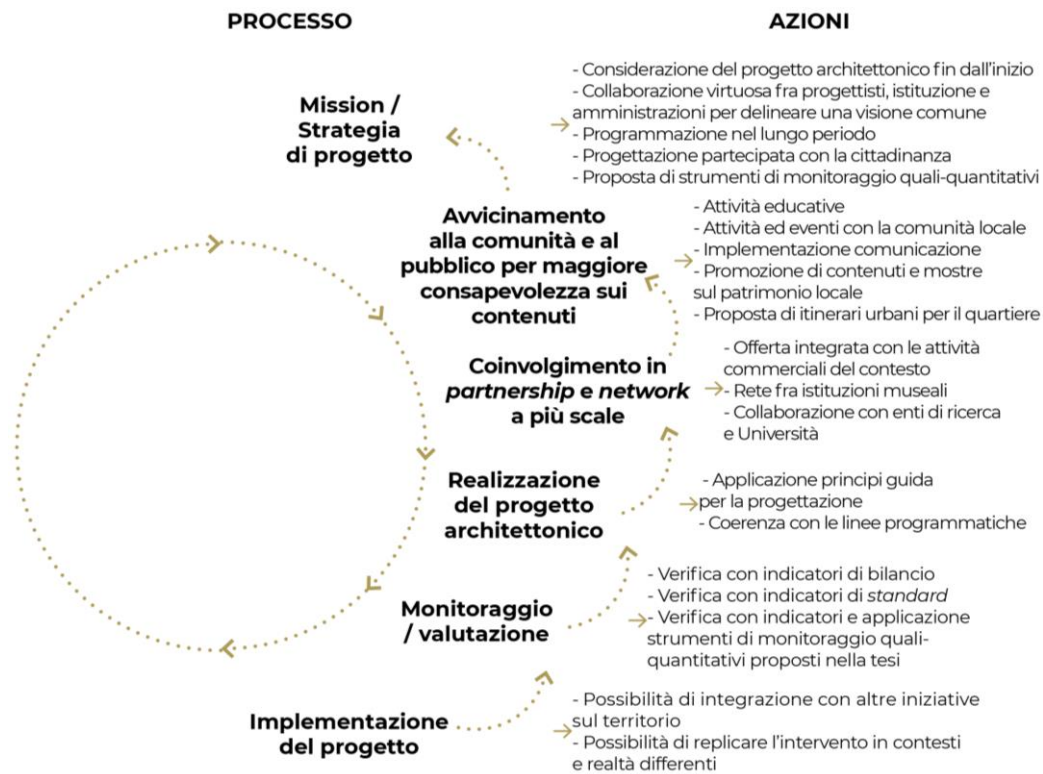 PROCESSO
AZIONI
Mission /
Strategia
di progetto
- Considerazione del progetto architettonico fin dall'inizio
- Collaborazione virtuosa fra progettisti, istituzione e
amministrazioni per delineare una visione comune
- Programmazione nel lungo periodo
- Progettazione partecipata con la cittadinanza
- Proposta di strumenti di monitoraggio quali-quantitativi
Avvicinamento
alla comunità e al
pubblico per maggiore
consapevolezza sui
contenuti
- Attività educative
- Attività ed eventi con la comunità locale
- Implementazione comunicazione
- Promozione di contenuti e mostre
sul patrimonio locale
- Proposta di itinerari urbani per il quartiere
Coinvolgimento in
partnership e network
a più scale
- Offerta integrata con le attività
commerciali del contesto
- Rete fra istituzioni museali
- Collaborazione con enti di ricerca
e Università
Realizzazione
del progetto
architettonico
- Applicazione principi guida
per la progettazione
- Coerenza con le linee programmatiche
Monitoraggio
/ valutazione
- Verifica con indicatori di bilancio
- Verifica con indicatori di standard
- Verifica con indicatori e applicazione
strumenti di monitoraggio quali-
quantitativi proposti nella tesi
Implementazione
del progetto
- Possibilità di integrazione con altre iniziative
sul territorio
- Possibilità di replicare l'intervento in contesti
e realtà differenti